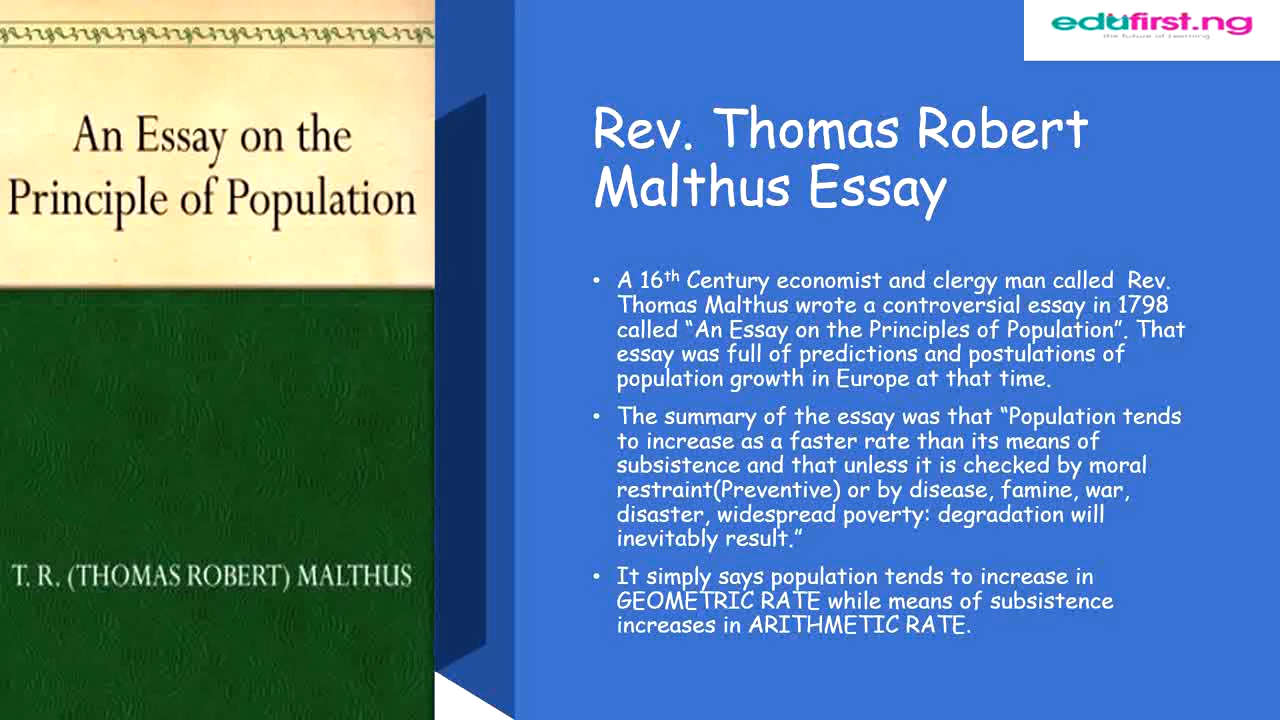 An Essay on the
Principle of Population
T. R. (THOMAS ROBERT) MALTHUS
edufirst.ng
the future of Learning
Rev. Thomas Robert
Malthus Essay
• A 16th Century economist and clergy man called Rev.
Thomas Malthus wrote a controversial essay in 1798
called “An Essay on the Principles of Population”. That
essay was full of predictions and postulations of
population growth in Europe at that time.
• The summary of the essay was that “Population tends
to increase as a faster rate than its means of
subsistence and that unless it is checked by moral
restraint(Preventive) or by disease, famine, war,
disaster, widespread poverty: degradation will
inevitably result.”
• It simply says population tends to increase in
GEOMETRIC RATE while means of subsistence
increases in ARITHMETIC RATE.